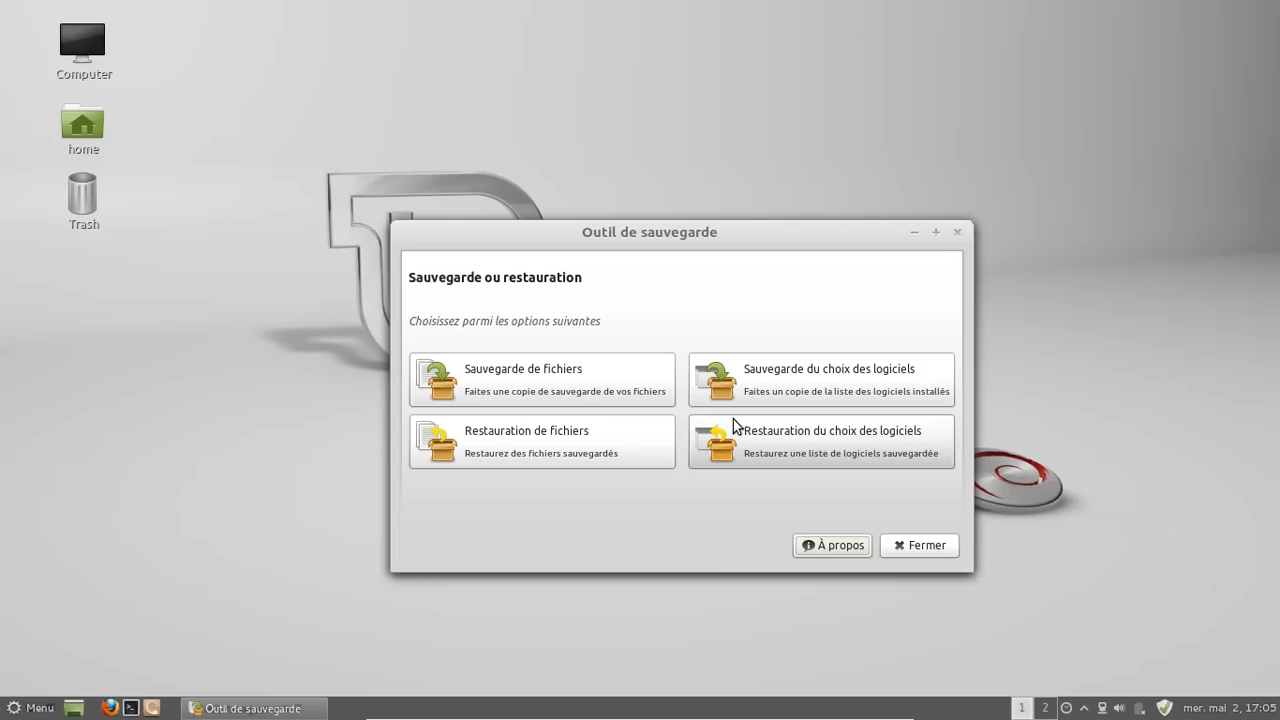 Computer
home
Trash
Outil de sauvegarde
Sauvegarde ou restauration
Choisissez parmi les options suivantes
Sauvegarde de fichiers
Faites une copie de sauvegarde de vos fichiers
Sauvegarde du choix des logiciels
Faites un copie de la liste des logiciels installés
Restauration de fichiers
Restaurez des fichiers sauvegardés
Restauration du choix des logiciels
Restaurez une liste de logiciels sauvegardée
À propos
Fermer
Menu
Outil de sauvegarde
1
2
mer. mai 2, 17:05